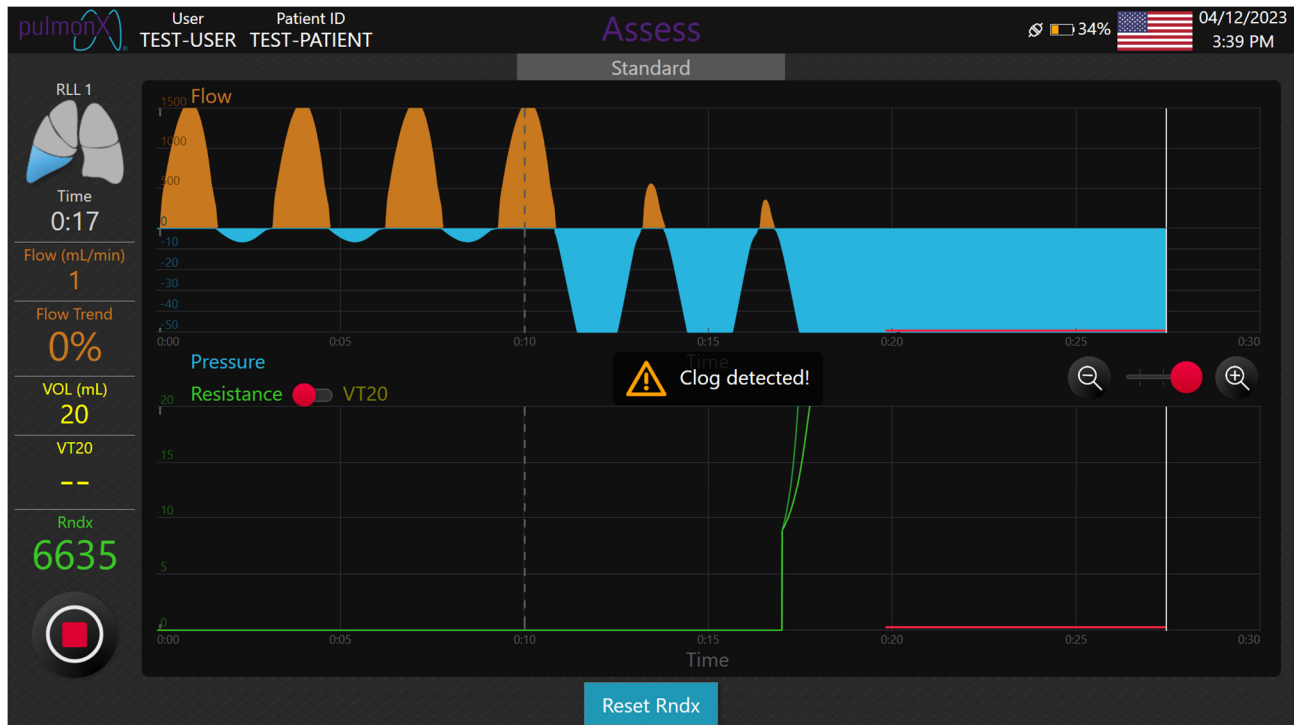 pulmonX
User
TEST-USER
Patient ID
TEST-PATIENT
Assess
34%
04/12/2023
3:39 PM
Standard
RLL 1
Time
0:17
Flow (mL/min)
1
Flow Trend
0%
VOL (mL)
20
VT20
--
Rndx
6635
Flow
1500
1000
500
0
-10
-20
-30
-40
-50
0:00 0:05 0:10 0:15 0:20 0:25 0:30
Time
Pressure
Clog detected!
Resistance VT20
20
15
10
5
0
0:00 0:05 0:10 0:15 0:20 0:25 0:30
Time
Reset Rndx